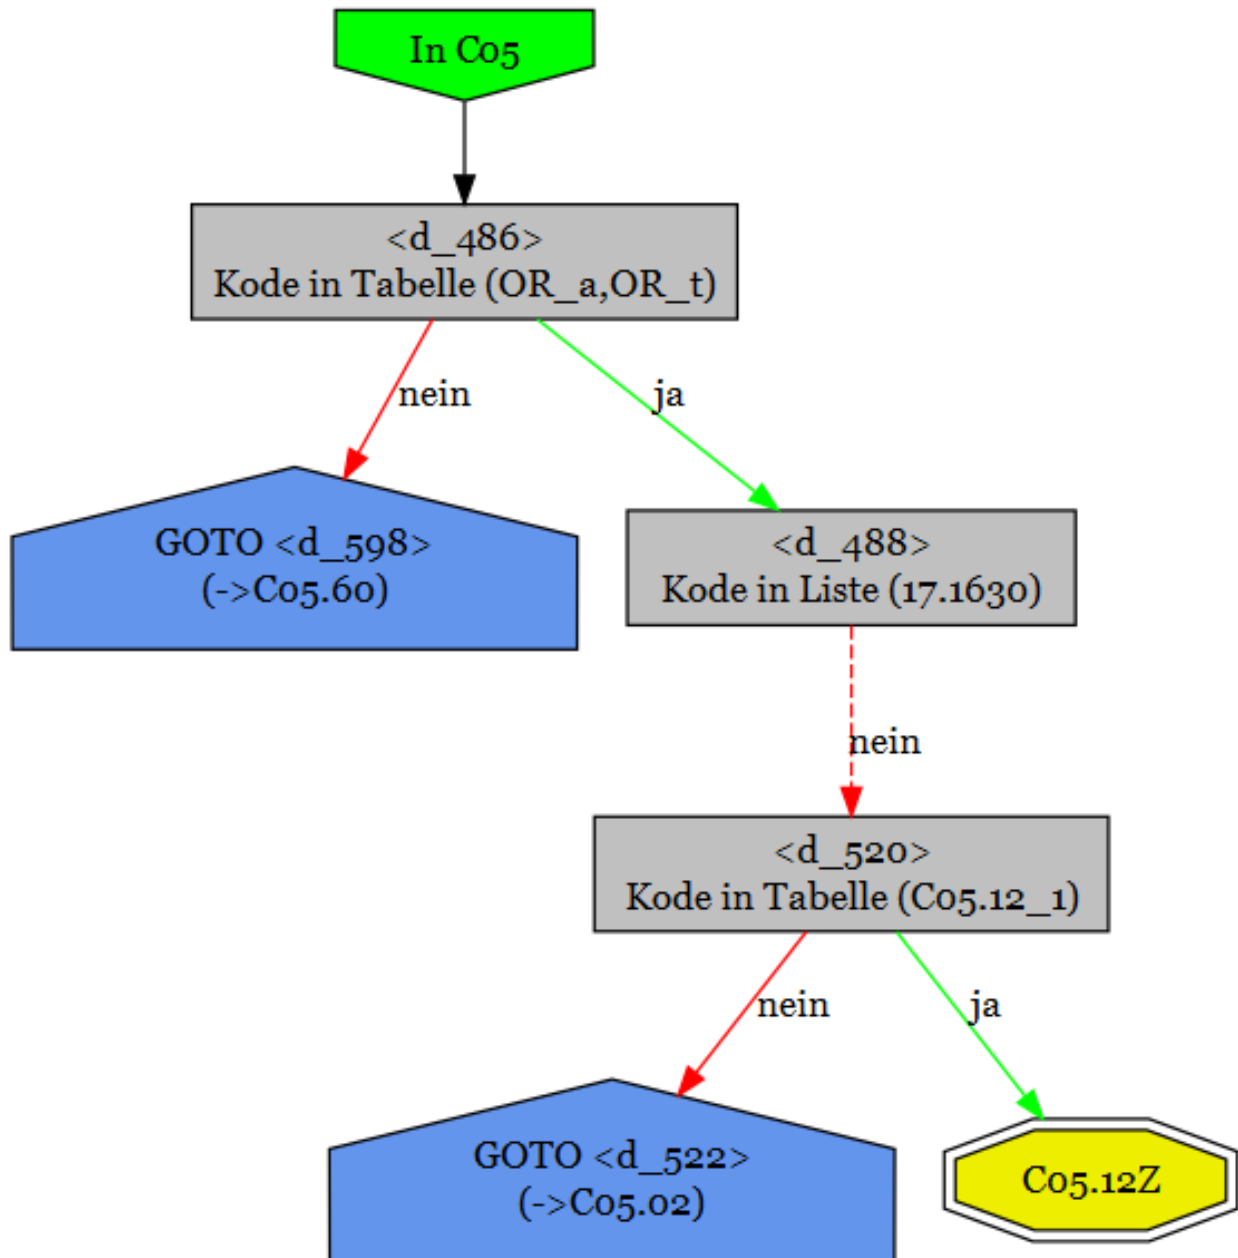 In C05
<d_486>
Kode in Tabelle (OR_a,OR_t)
nein
ja
GOTO <d_598>
(->C05.60)
<d_488>
Kode in Liste (17.1630)
nein
<d_520>
Kode in Tabelle (C05.12_1)
nein
ja
GOTO <d_522>
(->C05.02)
C05.12Z